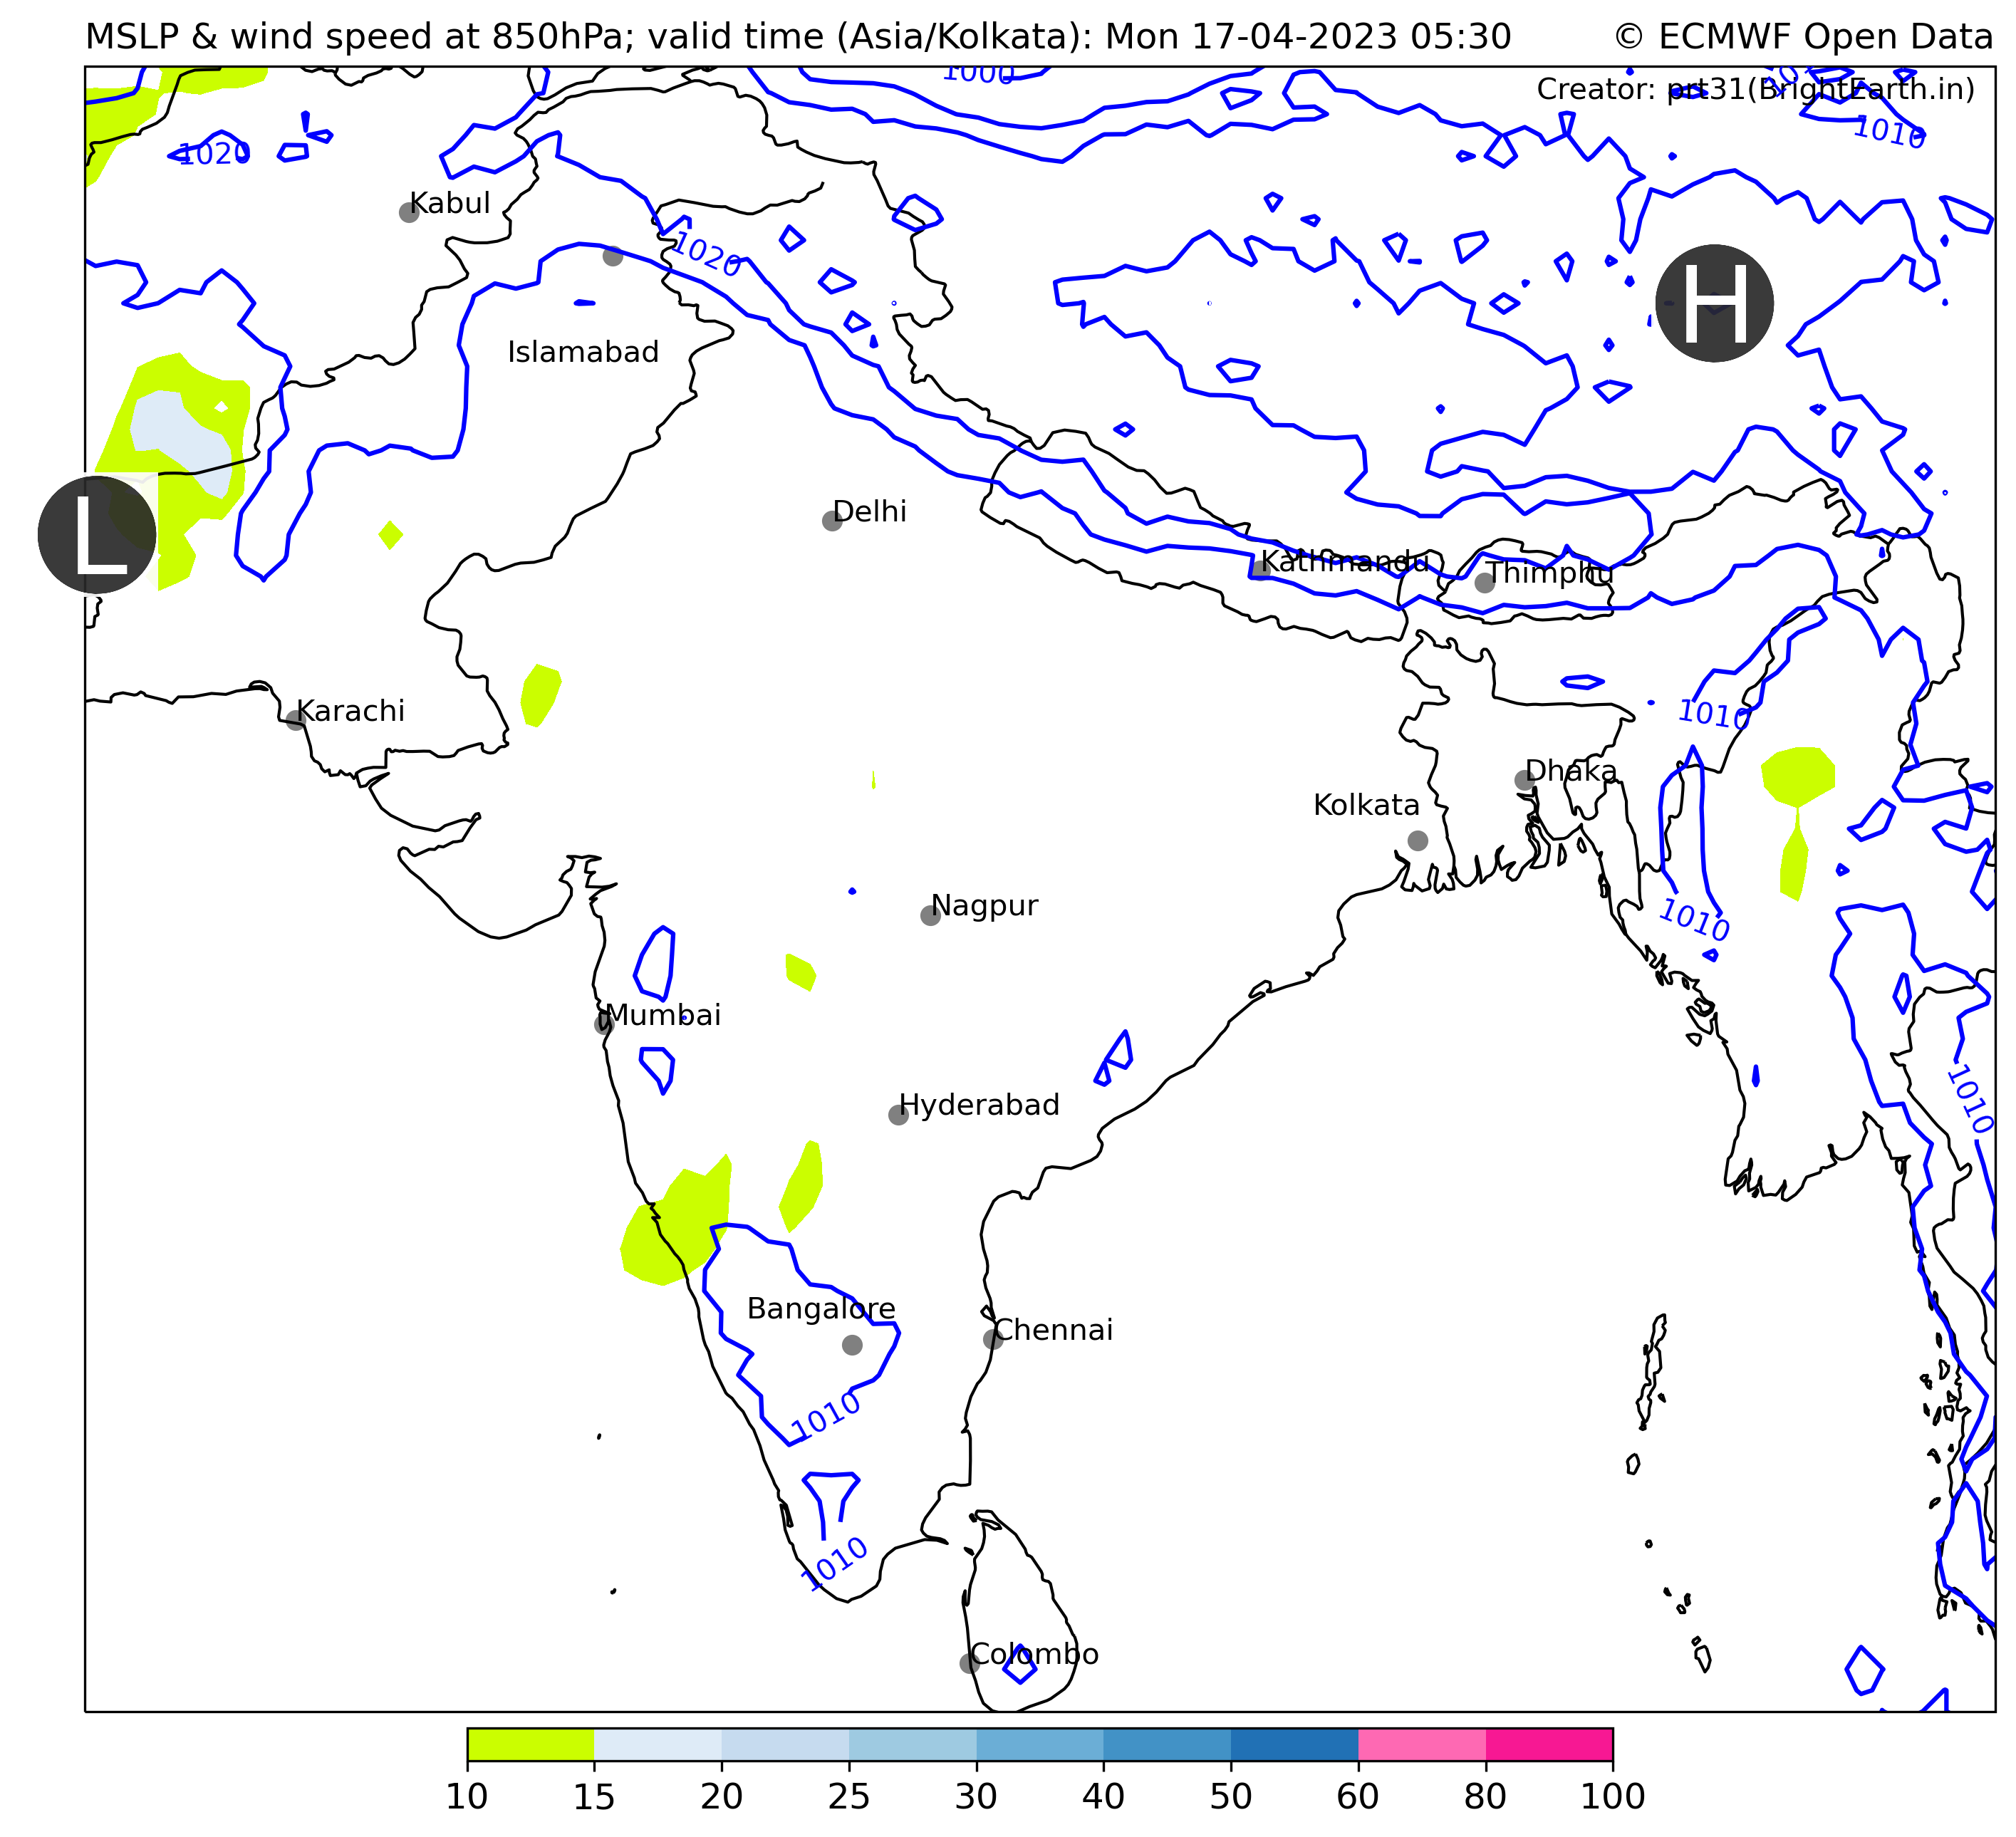 MSLP & wind speed at 850hPa; valid time (Asia/Kolkata): Mon 17-04-2023 05:30
© ECMWF Open Data
1000
Creator: prt31(BrightEarth.in)
1010
1020
Kabul
1020
H
Islamabad
L
Delhi
Kathmandu
Thimphu
Karachi
1010
Dhaka
Kolkata
Nagpur
1010
Mumbai
Hyderabad
1010
Bangalore
Chennai
1010
1010
Colombo
10 15 20 25 30 40 50 60 80 100